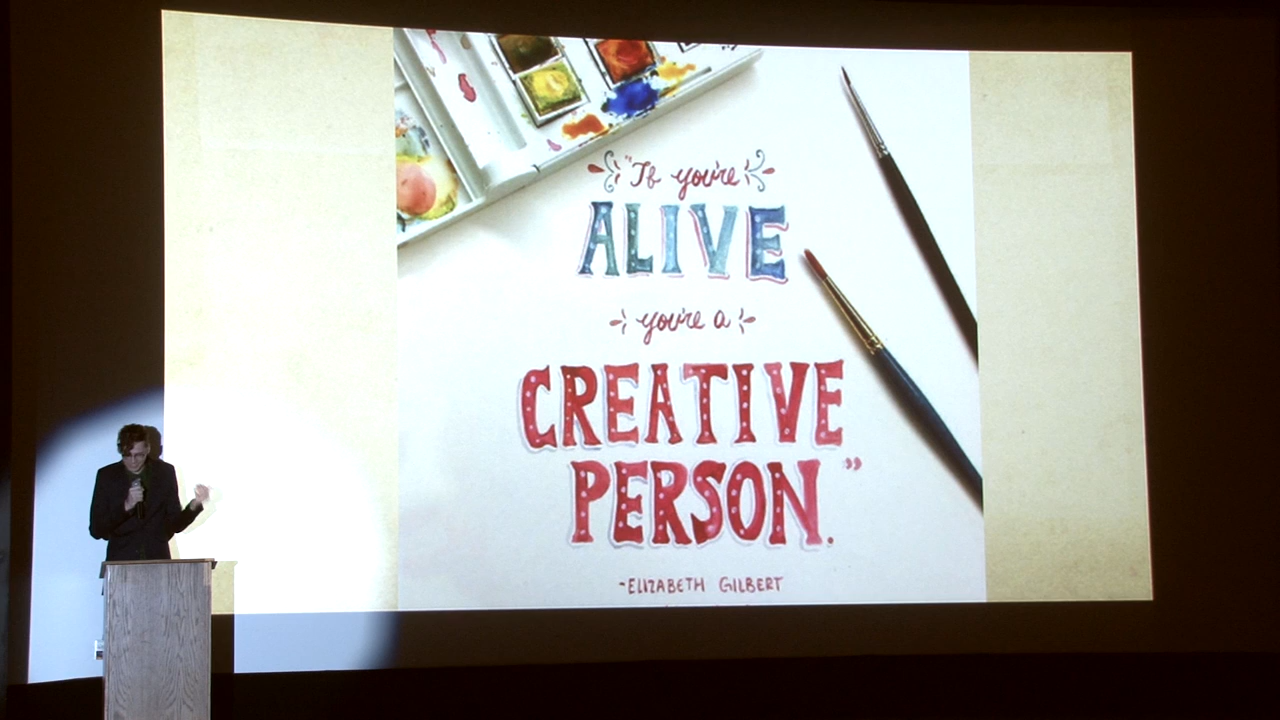 "If you're
ALIVE
you're a
CREATIVE
PERSON."
-ELIZABETH GILBERT